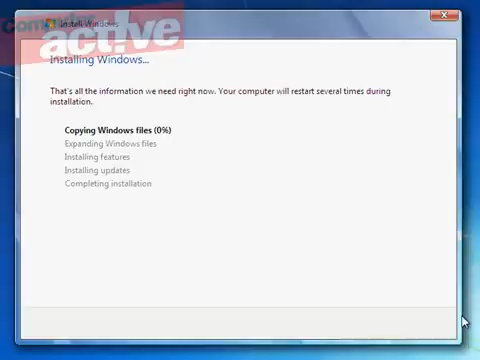 Install Windows
active
Installing Windows...
That's all the information we need right now. Your computer will restart several times during
installation.
Copying Windows files (0%)
Expanding Windows files
Installing features
Installing updates
Completing installation